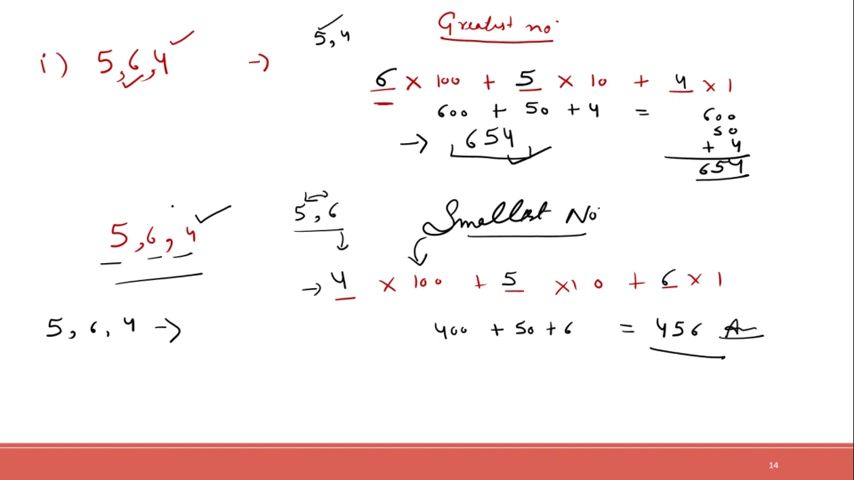 Greatest no.
i) 5, 6, 4 → 5, 4
6 × 100 + 5 × 10 + 4 × 1
600 + 50 + 4 =
→ 654
600
50
+ 4
654
5, 6, 4
5, 6
Smallest No.
→ 4 × 100 + 5 × 10 + 6 × 1
5, 6, 4 →
400 + 50 + 6 = 456 A
14